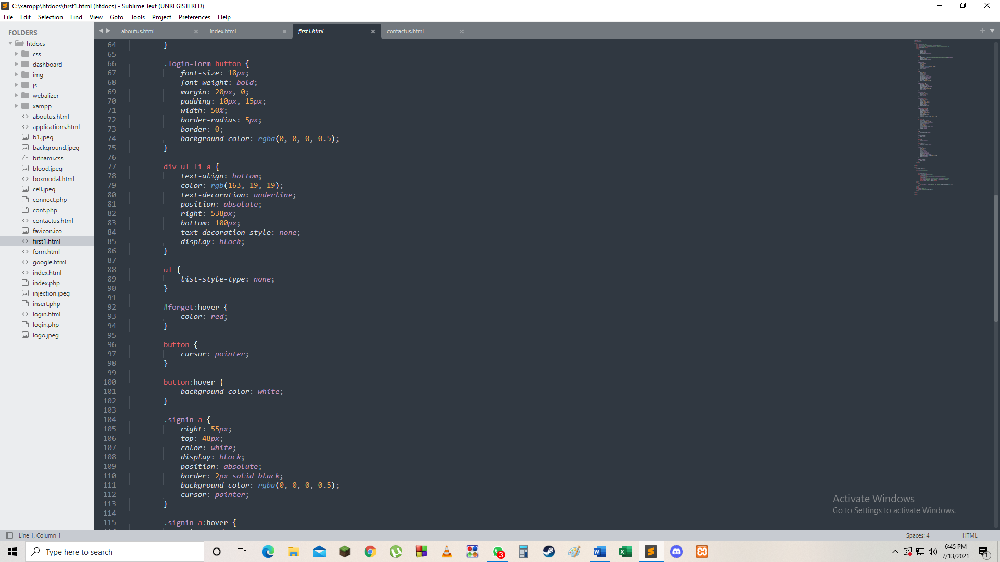 C:\xampp\htdocs\first1.html (htdocs) - Sublime Text (UNREGISTERED)
File Edit Selection Find View Goto Tools Project Preferences Help
FOLDERS
htdocs
css
dashboard
img
js
webalizer
xampp
aboutus.html
applications.html
b1.jpeg
background.jpeg
bitnami.css
blood.jpeg
boxmodal.html
cell.jpeg
connect.php
cont.php
contactus.html
favicon.ico
first1.html
form.html
google.html
index.html
index.php
injection.jpeg
insert.php
login.html
login.php
logo.jpeg
aboutus.html index.html first1.html contactus.html
64 }
65
66 .login-form button {
67 font-size: 18px;
68 font-weight: bold;
69 margin: 20px, 0;
70 padding: 10px, 15px;
71 width: 50%;
72 border-radius: 5px;
73 border: 0;
74 background-color: rgba(0, 0, 0, 0.5);
75 }
76
77 div ul li a {
78 text-align: bottom;
79 color: rgb(163, 19, 19);
80 text-decoration: underline;
81 position: absolute;
82 right: 538px;
83 bottom: 100px;
84 text-decoration-style: none;
85 display: block;
86 }
87
88 ul {
89 list-style-type: none;
90 }
91
92 #forget:hover {
93 color: red;
94 }
95
96 button {
97 cursor: pointer;
98 }
99
100 button:hover {
101 background-color: white;
102 }
103
104 .signin a {
105 right: 55px;
106 top: 48px;
107 color: white;
108 display: block;
109 position: absolute;
110 border: 2px solid black;
111 background-color: rgba(0, 0, 0, 0.5);
112 cursor: pointer;
113 }
114
115 .signin a:hover {
Activate Windows
Go to Settings to activate Windows.
Line 1, Column 1 Spaces: 4 HTML
Type here to search
3
6:45 PM
7/13/2021
1